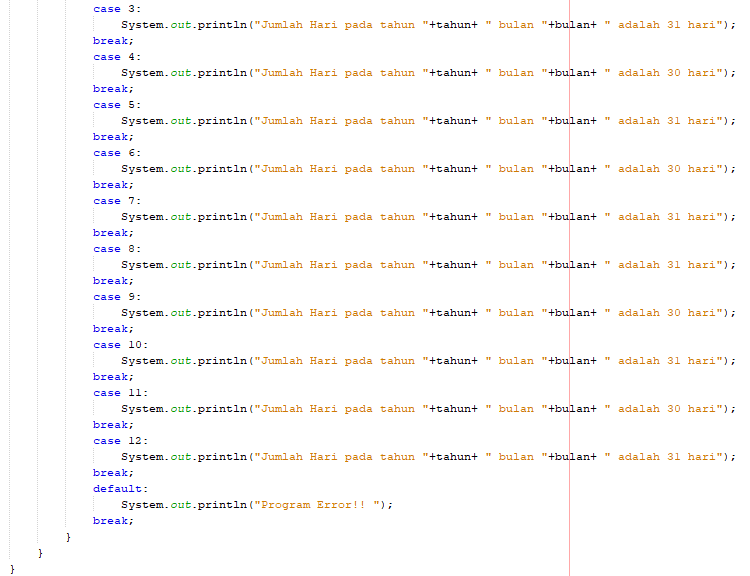 case 3:
System.out.println("Jumlah Hari pada tahun "+tahun+ " bulan "+bulan+ " adalah 31 hari");
break;
case 4:
System.out.println("Jumlah Hari pada tahun "+tahun+ " bulan "+bulan+ " adalah 30 hari");
break;
case 5:
System.out.println("Jumlah Hari pada tahun "+tahun+ " bulan "+bulan+ " adalah 31 hari");
break;
case 6:
System.out.println("Jumlah Hari pada tahun "+tahun+ " bulan "+bulan+ " adalah 30 hari");
break;
case 7:
System.out.println("Jumlah Hari pada tahun "+tahun+ " bulan "+bulan+ " adalah 31 hari");
break;
case 8:
System.out.println("Jumlah Hari pada tahun "+tahun+ " bulan "+bulan+ " adalah 31 hari");
break;
case 9:
System.out.println("Jumlah Hari pada tahun "+tahun+ " bulan "+bulan+ " adalah 30 hari");
break;
case 10:
System.out.println("Jumlah Hari pada tahun "+tahun+ " bulan "+bulan+ " adalah 31 hari");
break;
case 11:
System.out.println("Jumlah Hari pada tahun "+tahun+ " bulan "+bulan+ " adalah 30 hari");
break;
case 12:
System.out.println("Jumlah Hari pada tahun "+tahun+ " bulan "+bulan+ " adalah 31 hari");
break;
default:
System.out.println("Program Error!! ");
break;
}
}
}